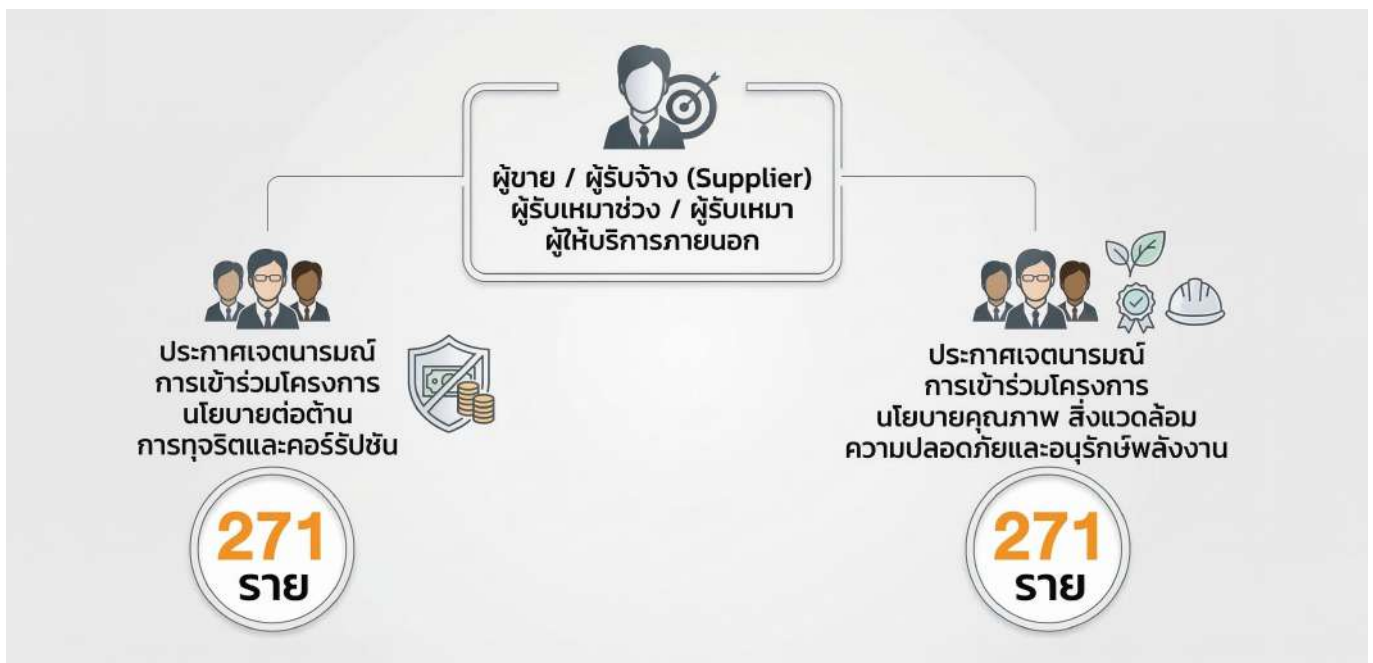 ผู้ขาย / ผู้รับจ้าง (Supplier)
ผู้รับเหมาช่วง / ผู้รับเหมา
ผู้ให้บริการภายนอก
ประกาศเจตนารมณ์
การเข้าร่วมโครงการ
นโยบายต่อต้าน
การทุจริตและคอร์รัปชัน
271
ราย
ประกาศเจตนารมณ์
การเข้าร่วมโครงการ
นโยบายคุณภาพ สิ่งแวดล้อม
ความปลอดภัยและอนุรักษ์พลังงาน
271
ราย